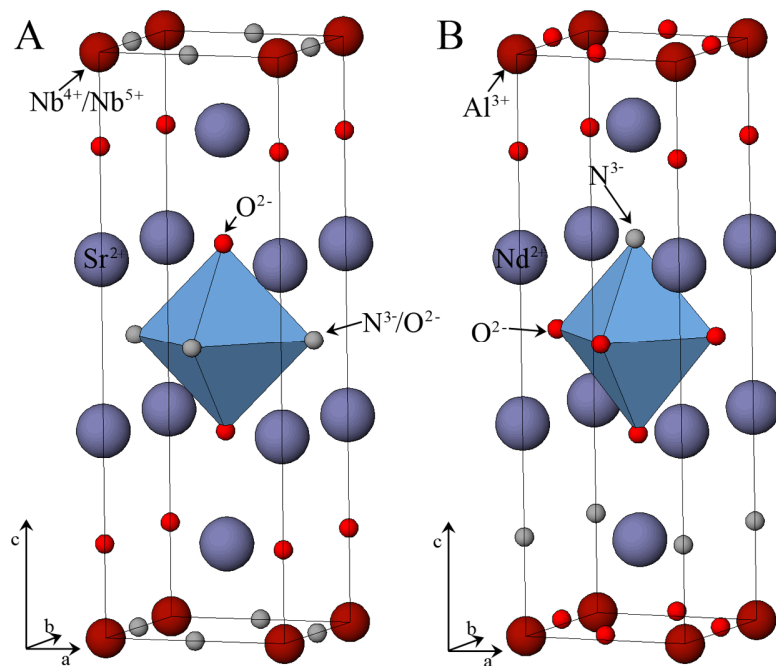 A
B
Nb⁴⁺/Nb⁵⁺
Al³⁺
N³⁻
O²⁻
Sr²⁺
Nd²⁺
N³⁻/O²⁻
O²⁻
c
b
a
c
b
a